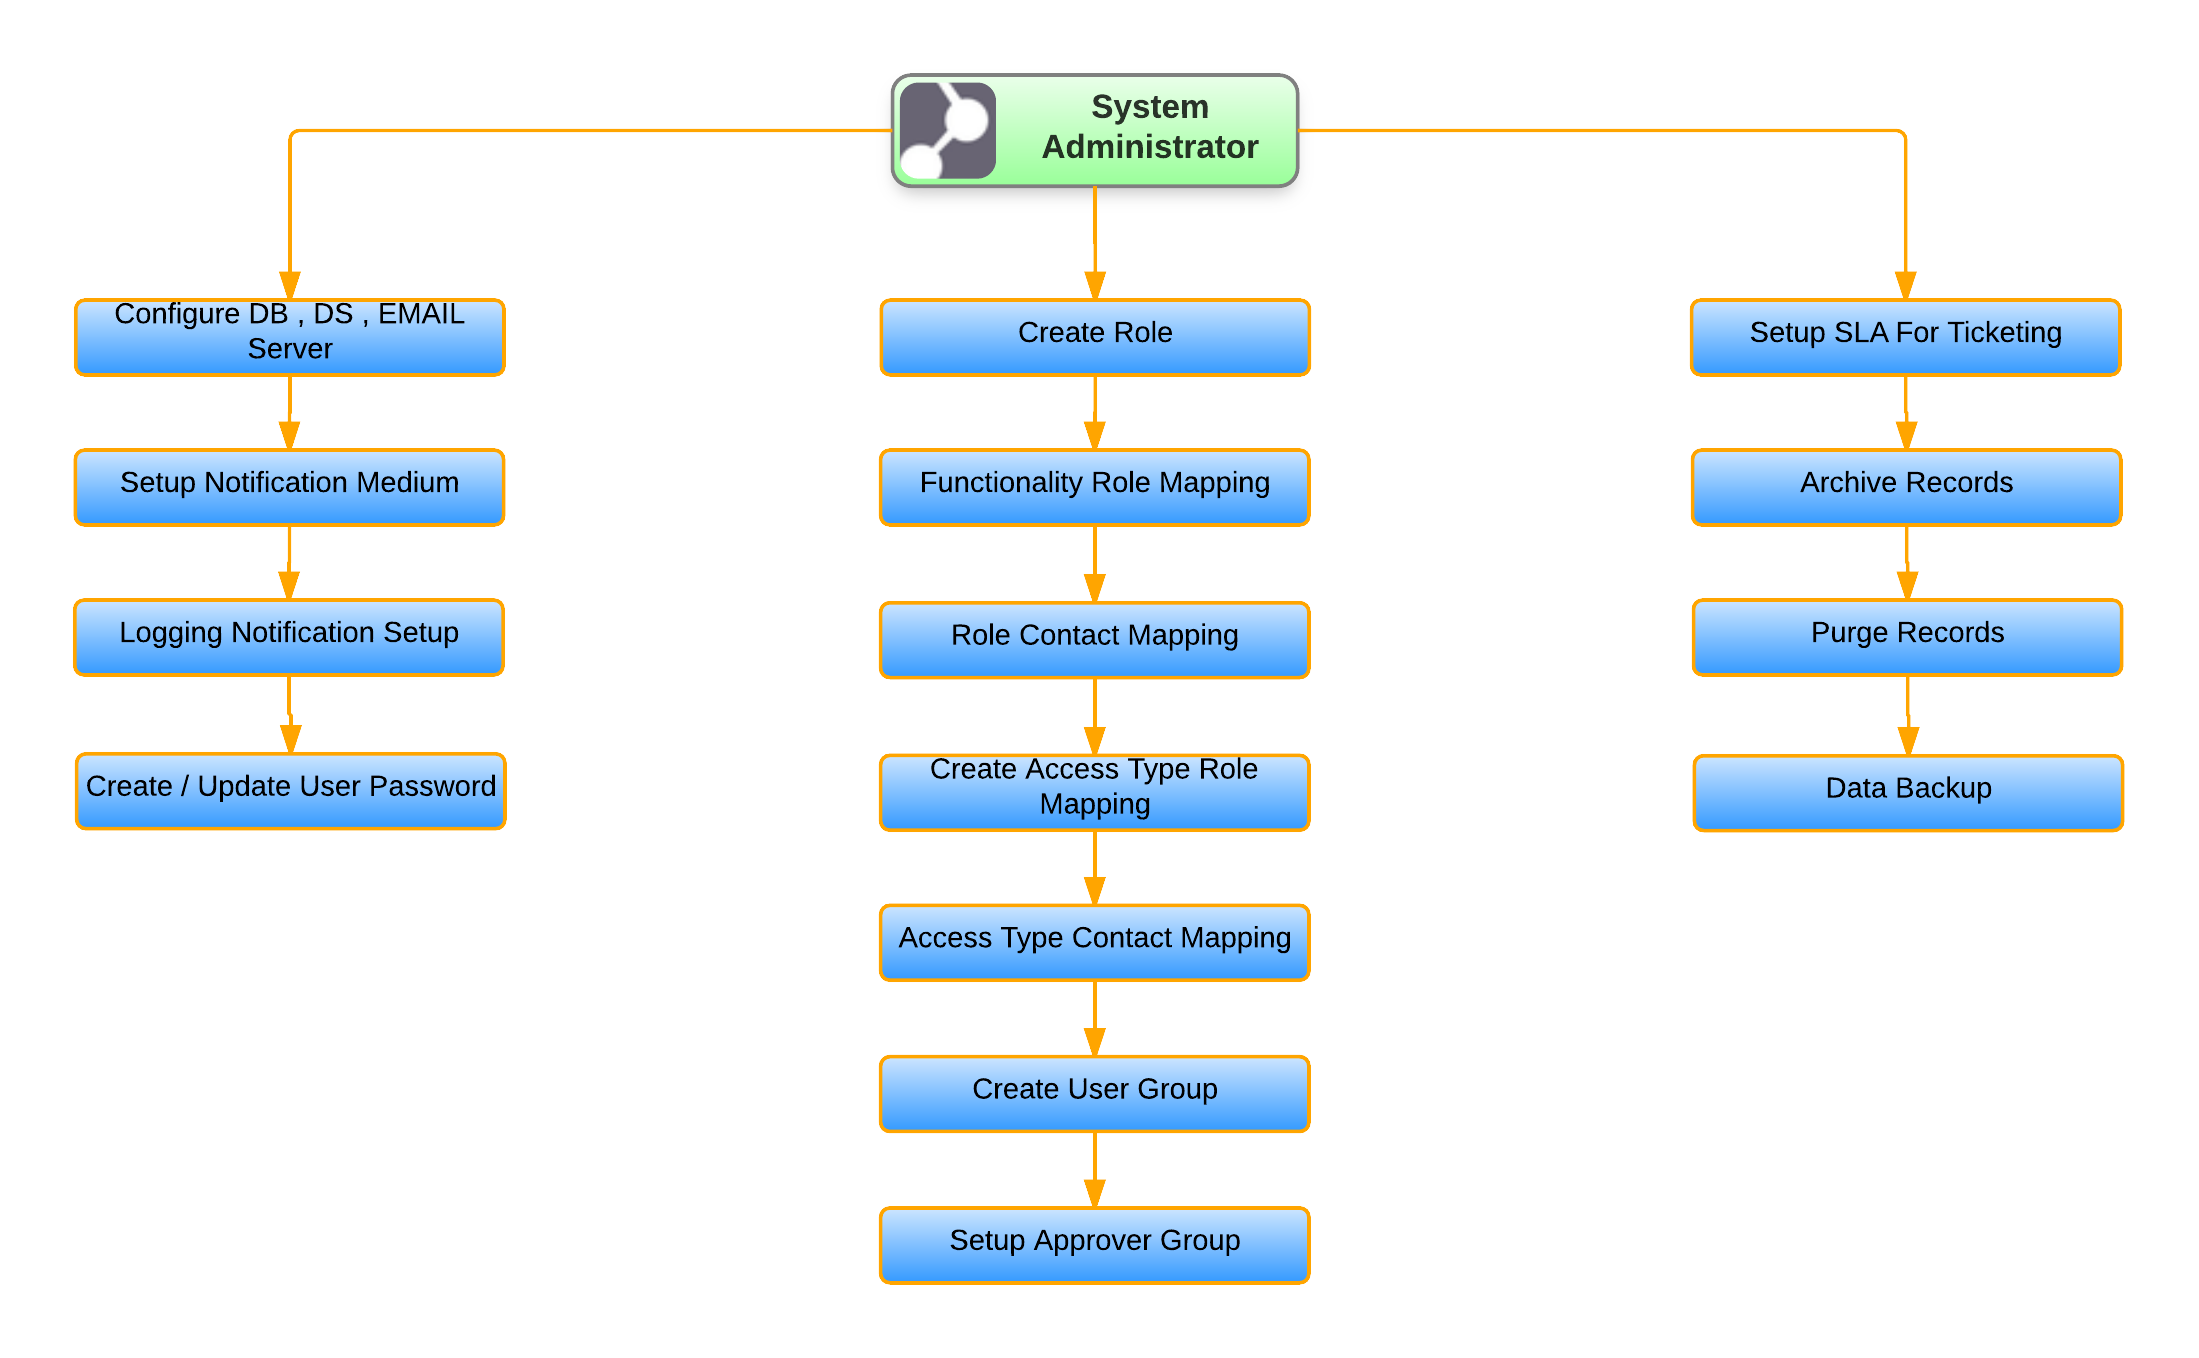 System
Administrator
Configure DB , DS , EMAIL
Server
Setup Notification Medium
Logging Notification Setup
Create / Update User Password
Create Role
Functionality Role Mapping
Role Contact Mapping
Create Access Type Role
Mapping
Access Type Contact Mapping
Create User Group
Setup Approver Group
Setup SLA For Ticketing
Archive Records
Purge Records
Data Backup